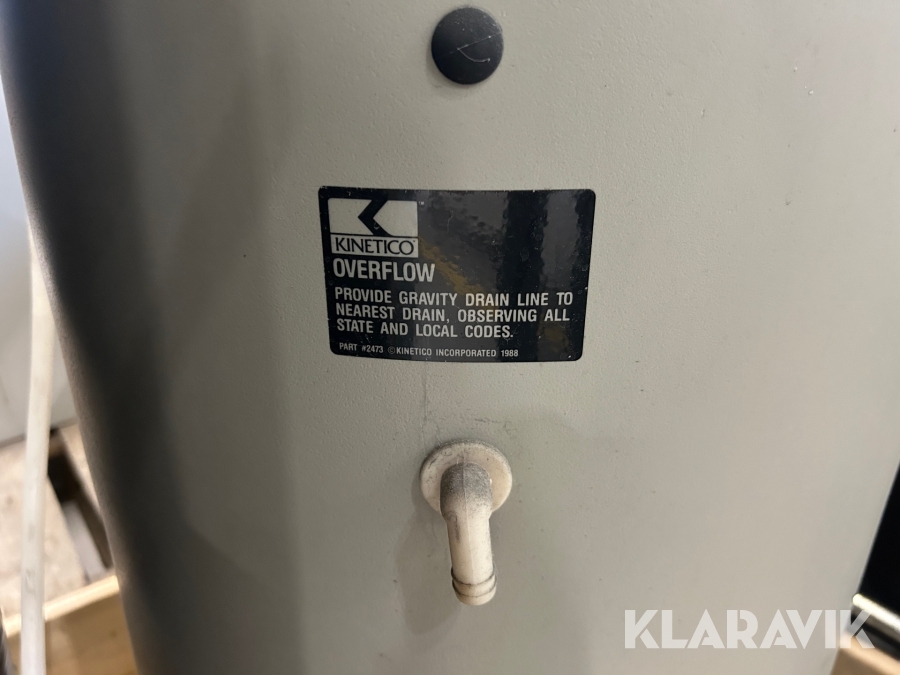 KINETICO
OVERFLOW
PROVIDE GRAVITY DRAIN LINE TO
NEAREST DRAIN, OBSERVING ALL
STATE AND LOCAL CODES.
PART #2473 ©KINETICO INCORPORATED 1988
KLARAVIK